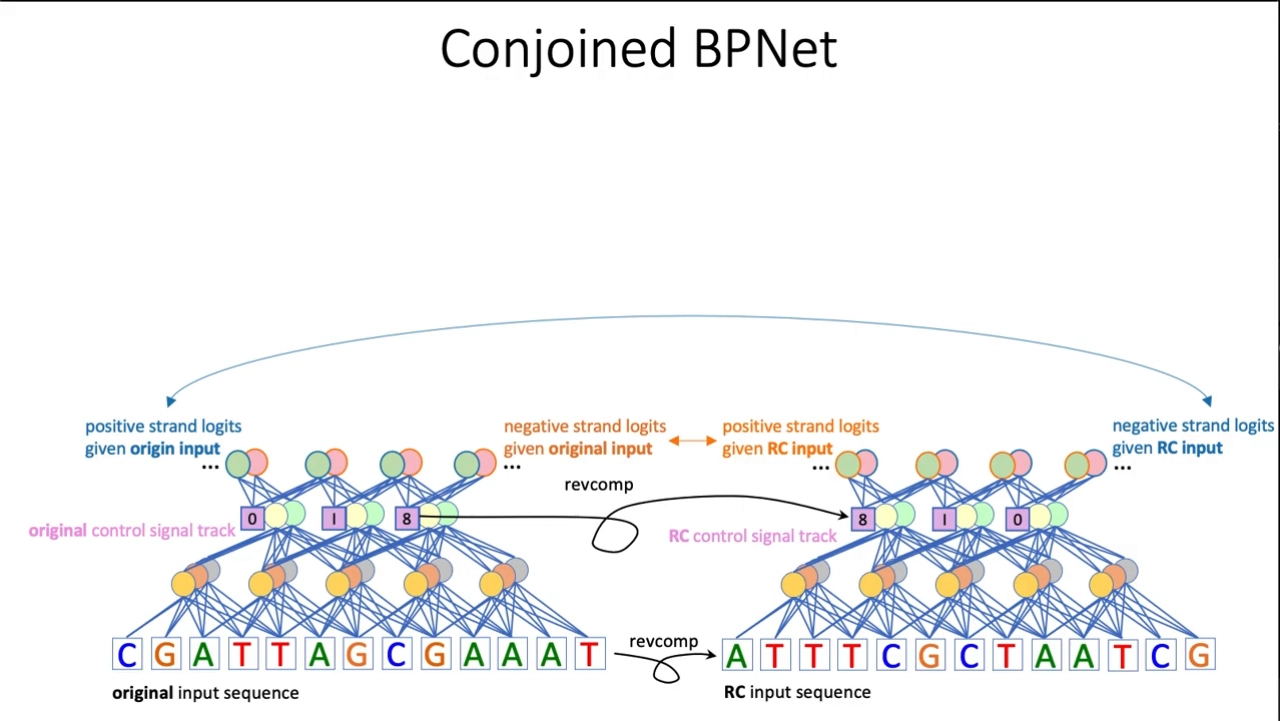 Conjoined BPNet
positive strand logits
given origin input
negative strand logits
given original input
positive strand logits
given RC input
negative strand logits
given RC input
... ... ... ...
revcomp
original control signal track
0 1 8
RC control signal track
8 1 0
C G A T T A G C G A A A T
revcomp
A T T T C G C T A A T C G
original input sequence
RC input sequence